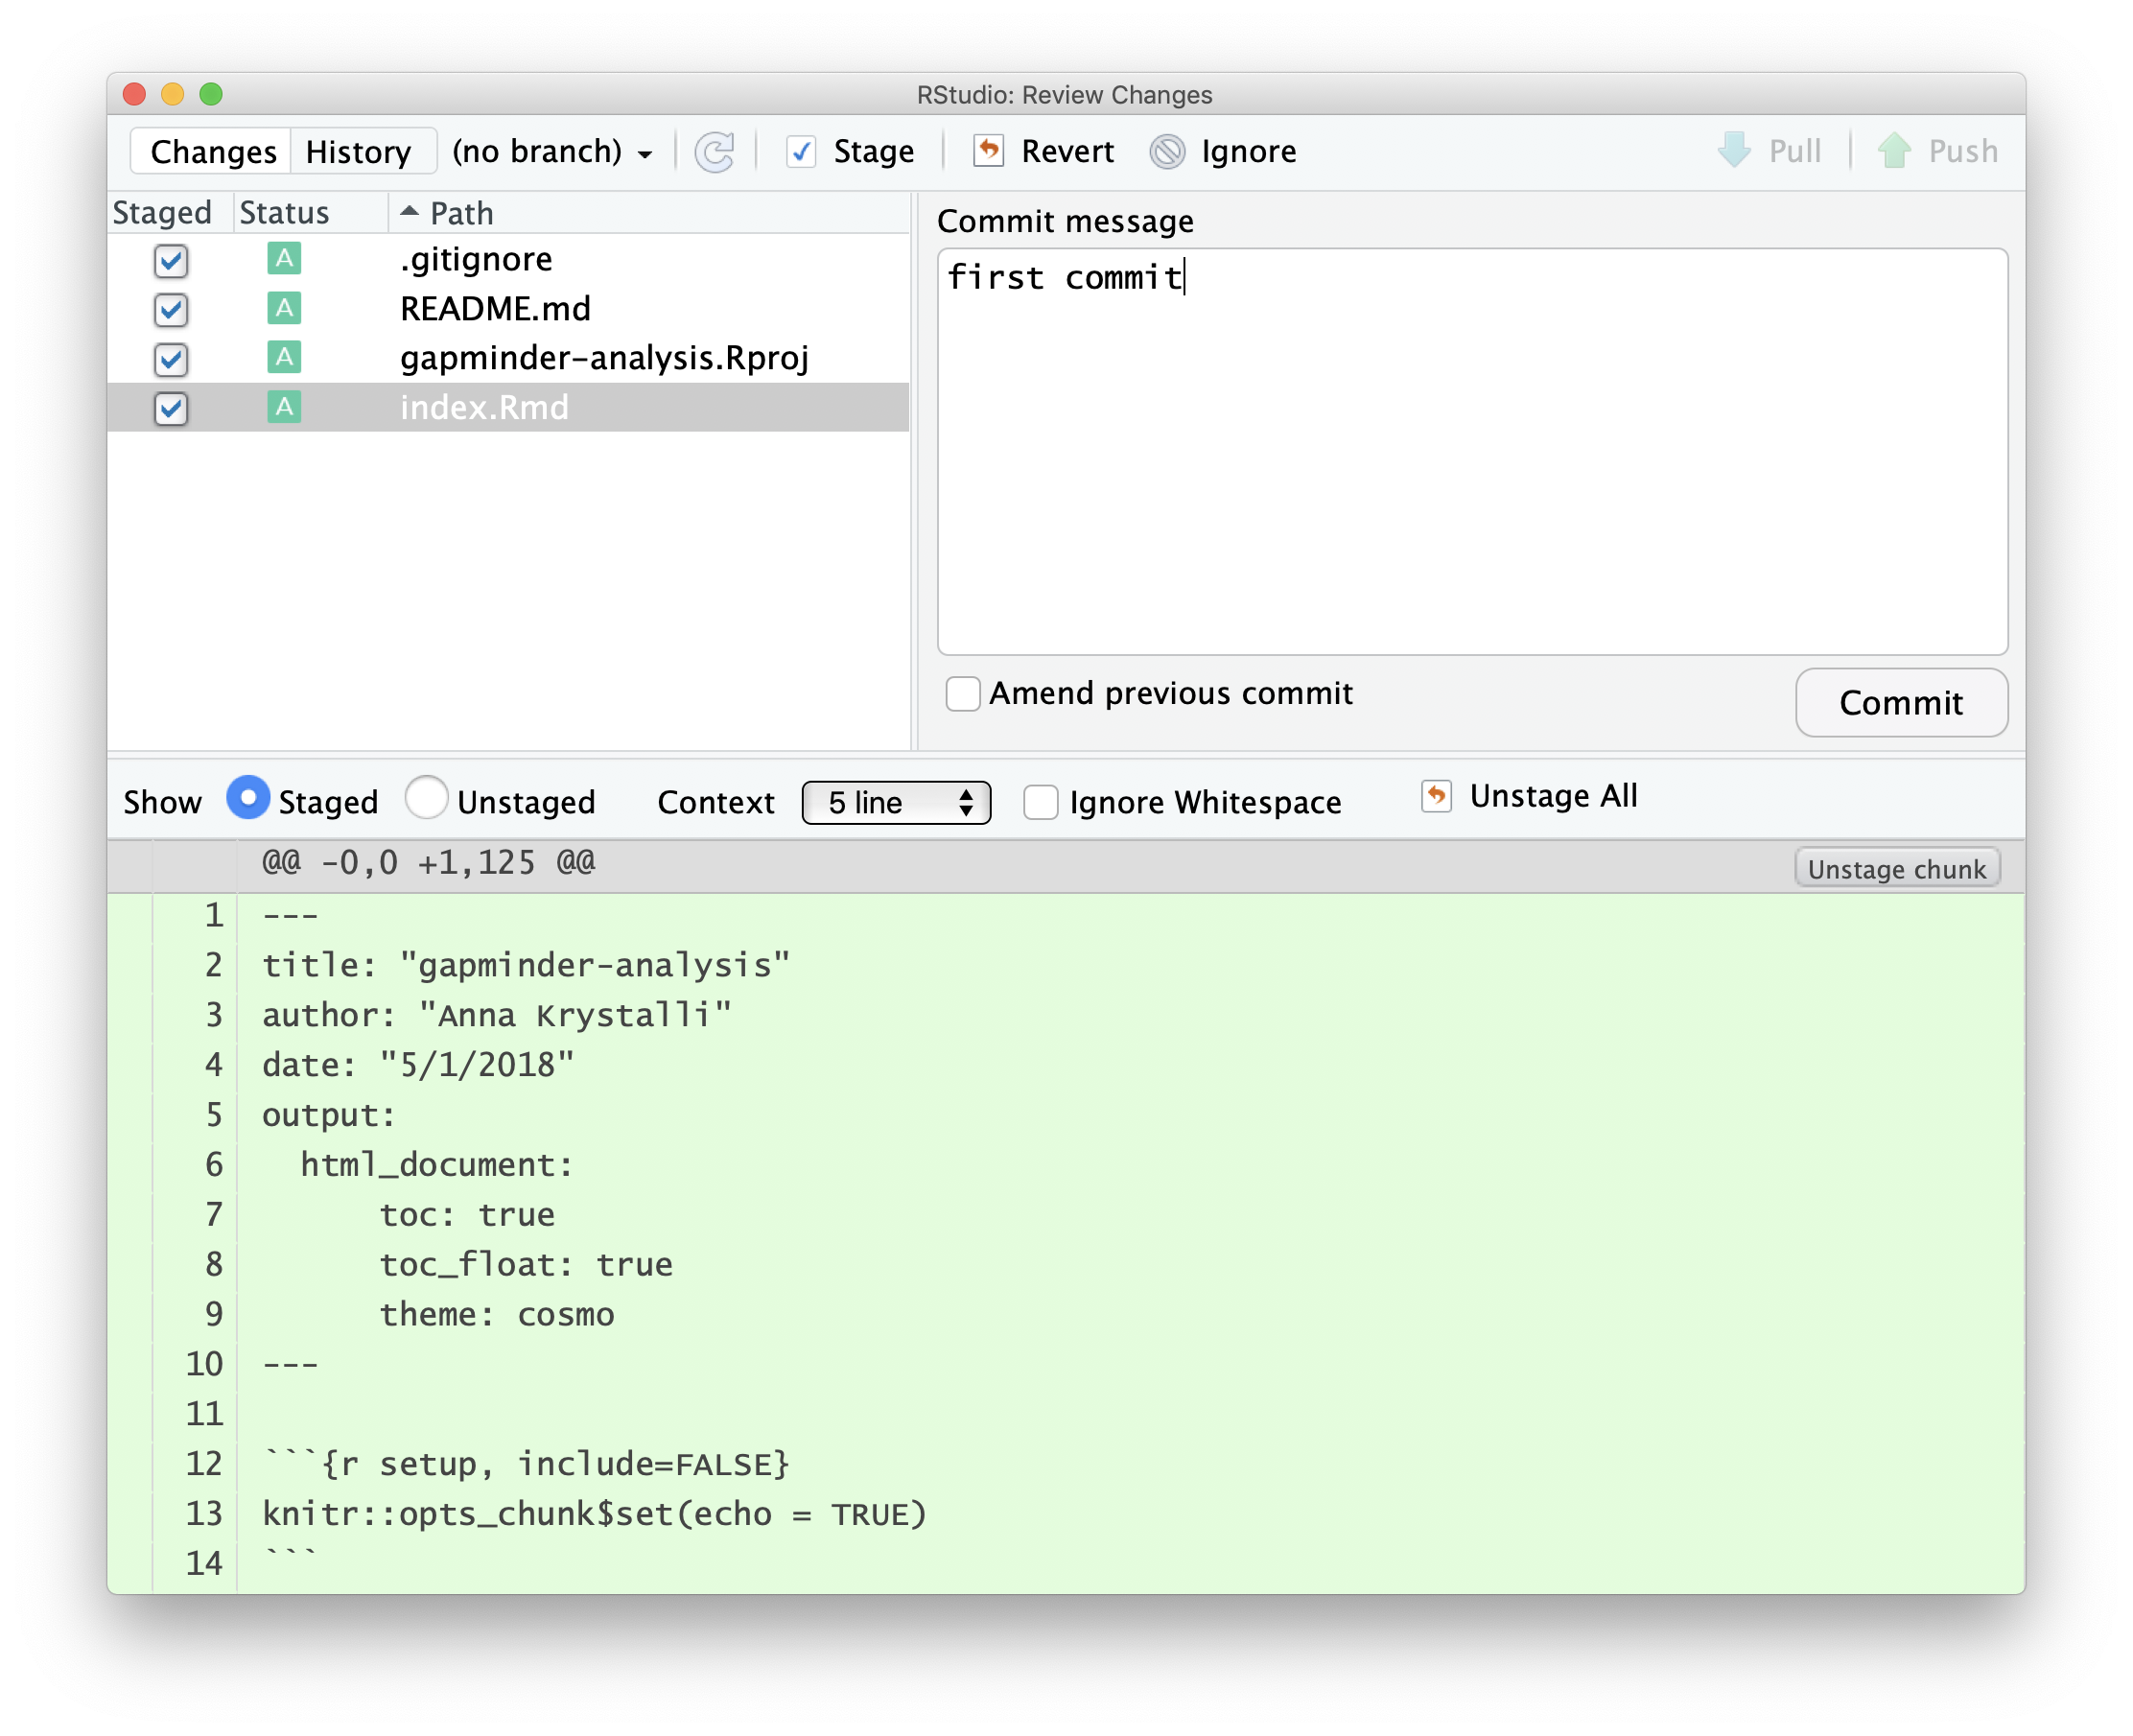 RStudio: Review Changes
Changes History (no branch) Stage Revert Ignore Pull Push
Staged Status Path
A .gitignore
A README.md
A gapminder-analysis.Rproj
A index.Rmd
Commit message
first commit
Amend previous commit
Commit
Show Staged Unstaged Context 5 line Ignore Whitespace Unstage All
@@ -0,0 +1,125 @@ Unstage chunk
1 ---
2 title: "gapminder-analysis"
3 author: "Anna Krystalli"
4 date: "5/1/2018"
5 output:
6   html_document:
7       toc: true
8       toc_float: true
9       theme: cosmo
10 ---
11
12 ```{r setup, include=FALSE}
13 knitr::opts_chunk$set(echo = TRUE)
14 ```